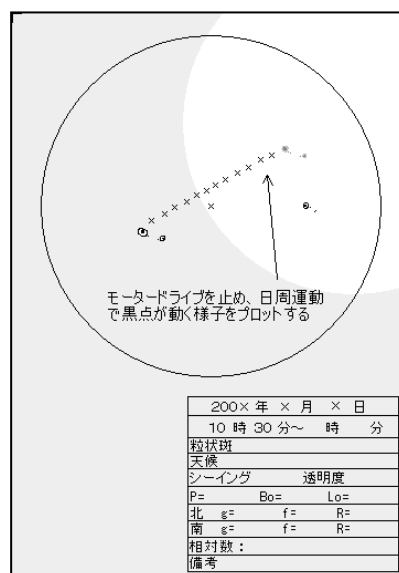 モータードライブを止め、日周運動
で黒点が動く様子をプロットする
200× 年 × 月 × 日
10 時 30 分～ 時 分
粒状斑
天候
シーイング 透明度
P= Bo= Lo=
北 g= f= R=
南 g= f= R=
相対数：
備考